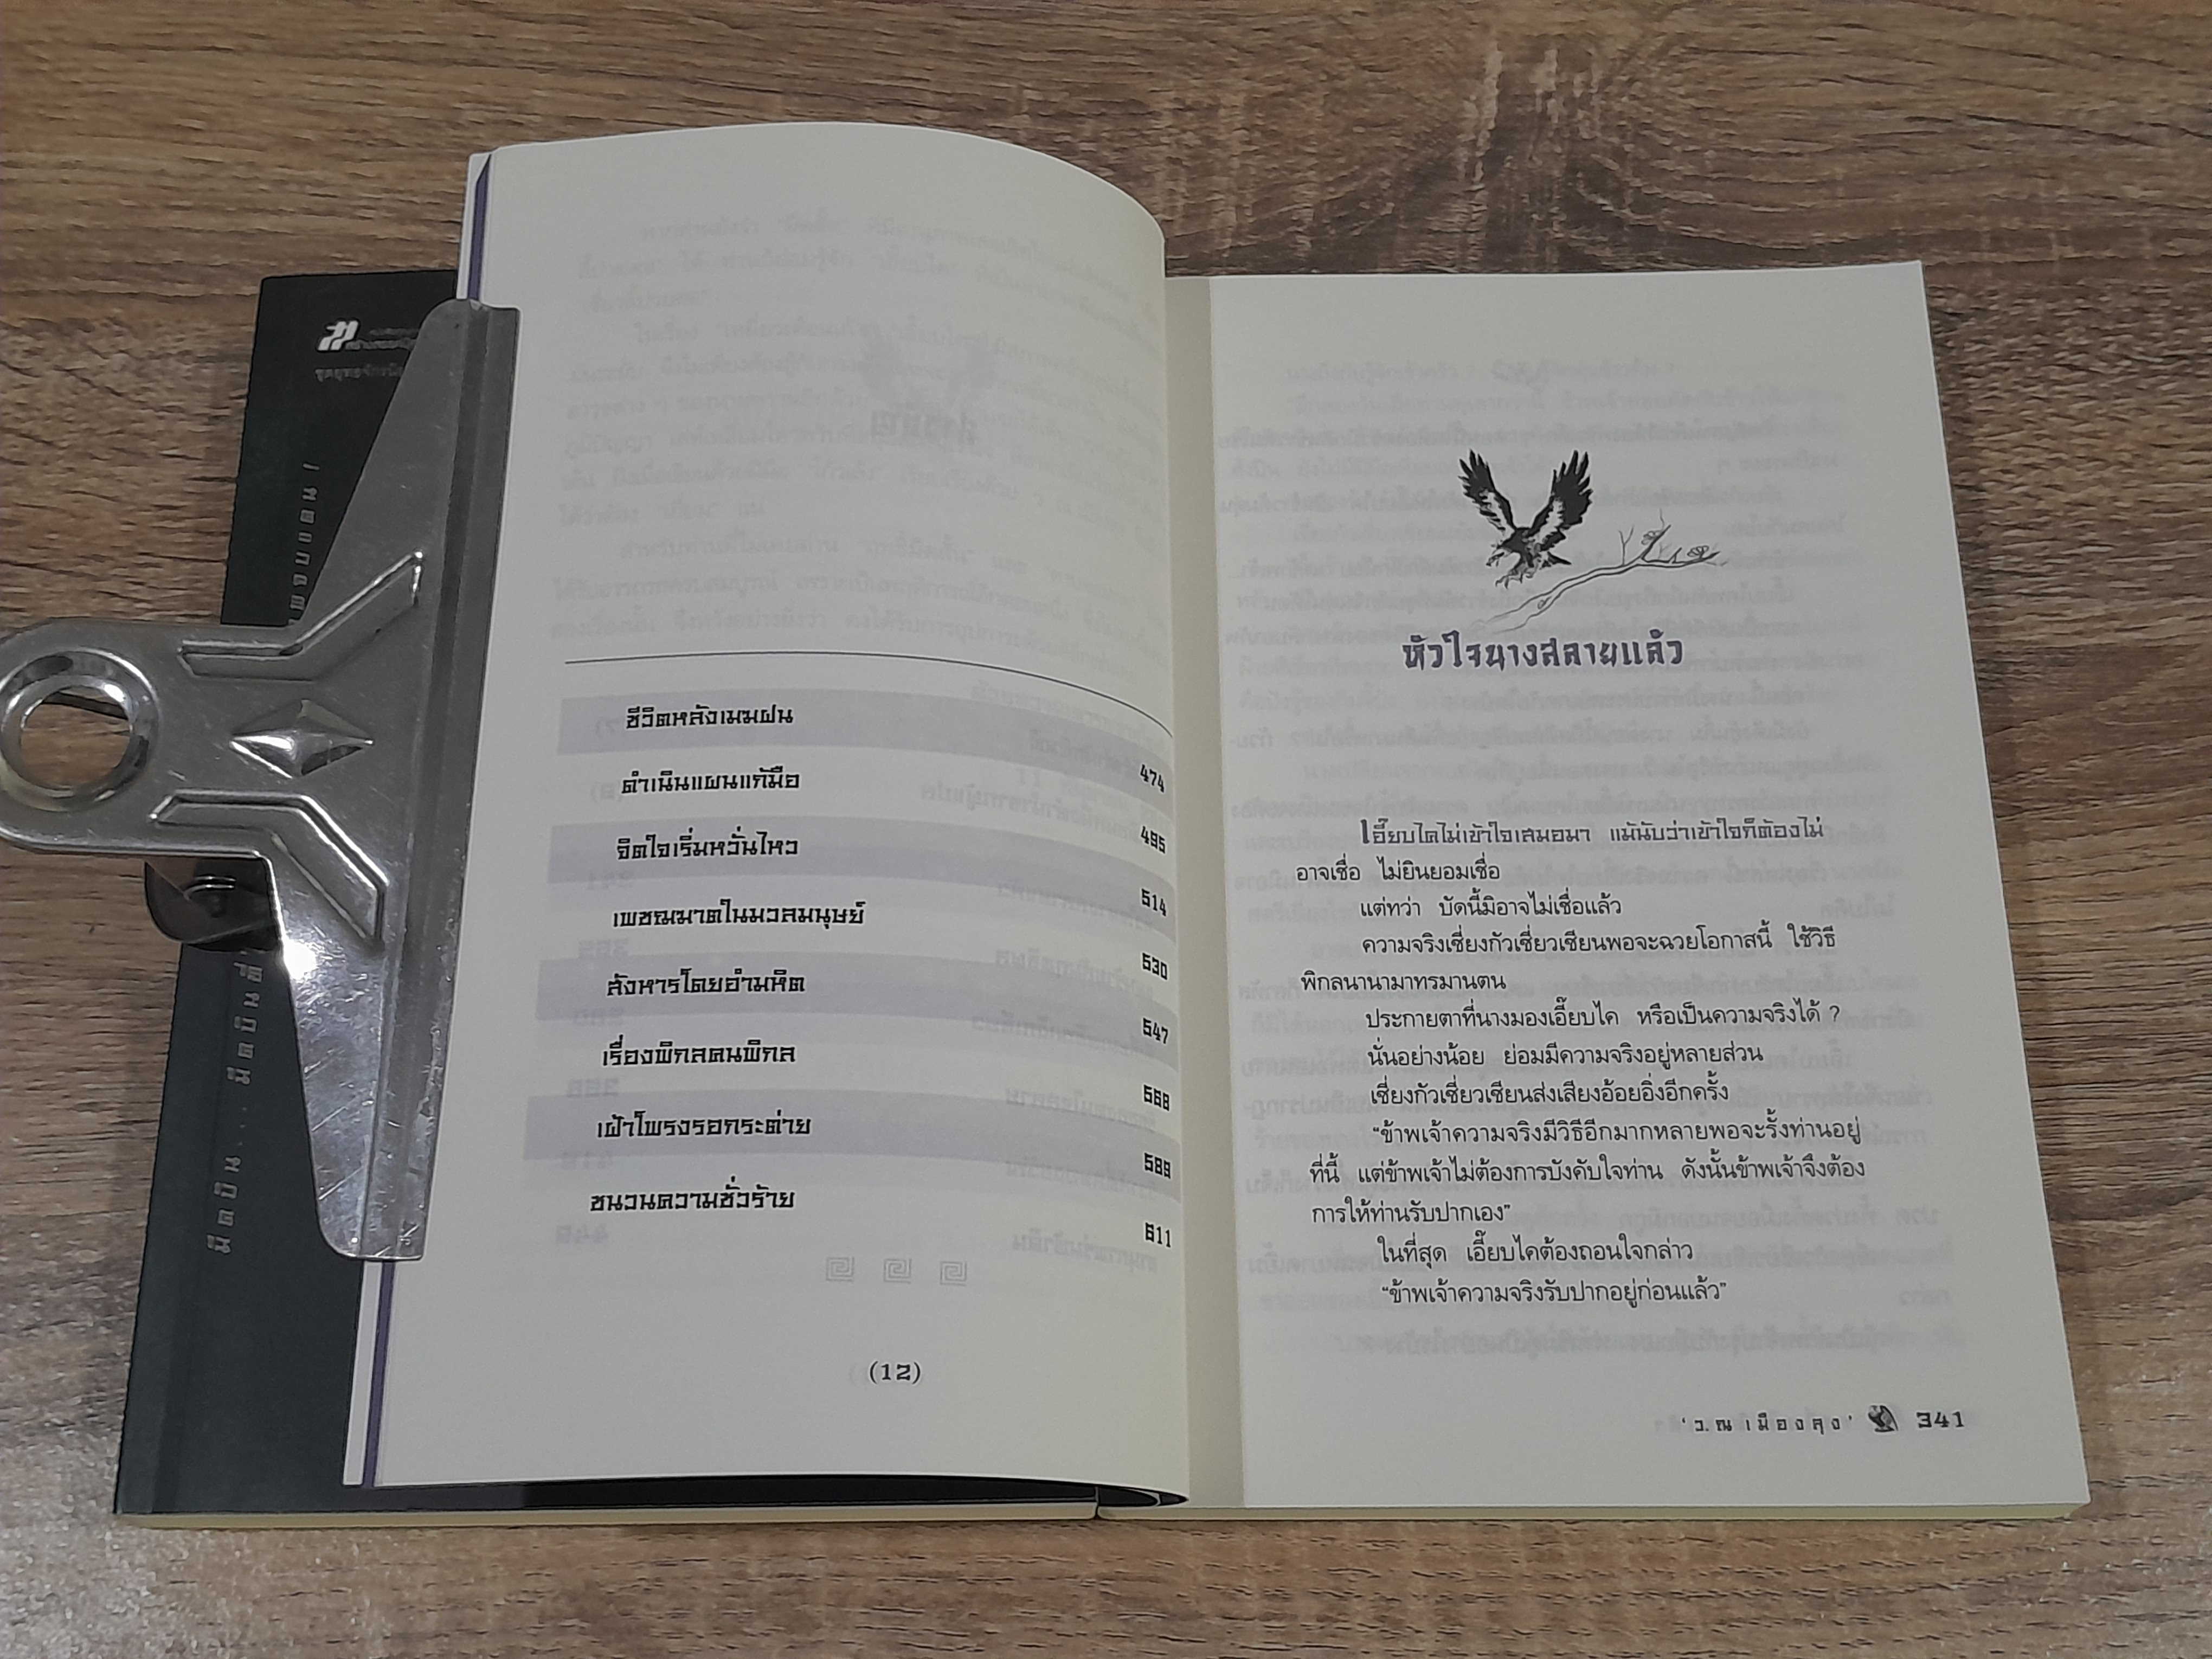 ชีวิตหลังเมฆฝน 474
ดำเนินแผนแก้มือ 495
จิตใจเริ่มหวั่นไหว 514
เพชฌฆาตในมวลมนุษย์ 530
สังหารโดยอำมหิต 547
เรื่องพิกลคนพิกล 568
เฝ้าโพรงรอกระต่าย 589
ชนวนความชั่วร้าย 611
(12)
หัวใจนางสลายแล้ว
เอี๊ยบไคไม่เข้าใจเสมอมา แม้นับว่าเข้าใจก็ต้องไม่
อาจเชื่อ ไม่ยินยอมเชื่อ
แต่ทว่า บัดนี้มิอาจไม่เชื่อแล้ว
ความจริงเซี่ยงกัวเซี่ยวเซียนพอจะฉวยโอกาสนี้ ใช้วิธี
พิกลนานามาทรมานตน
ประกายตาที่นางมองเอี๊ยบไค หรือเป็นความจริงได้ ?
นั่นอย่างน้อย ย่อมมีความจริงอยู่หลายส่วน
เซี่ยงกัวเซี่ยวเซียนส่งเสียงอ้อยอิ่งอีกครั้ง
“ข้าพเจ้าความจริงมีวิธีอีกมากหลายพอจะรั้งท่านอยู่
ที่นี้ แต่ข้าพเจ้าไม่ต้องการบังคับใจท่าน ดังนั้นข้าพเจ้าจึงต้อง
การให้ท่านรับปากเอง”
ในที่สุด เอี๊ยบไคต้องถอนใจกล่าว
“ข้าพเจ้าความจริงรับปากอยู่ก่อนแล้ว”
‘ว.ณ เมืองลุง’ 341